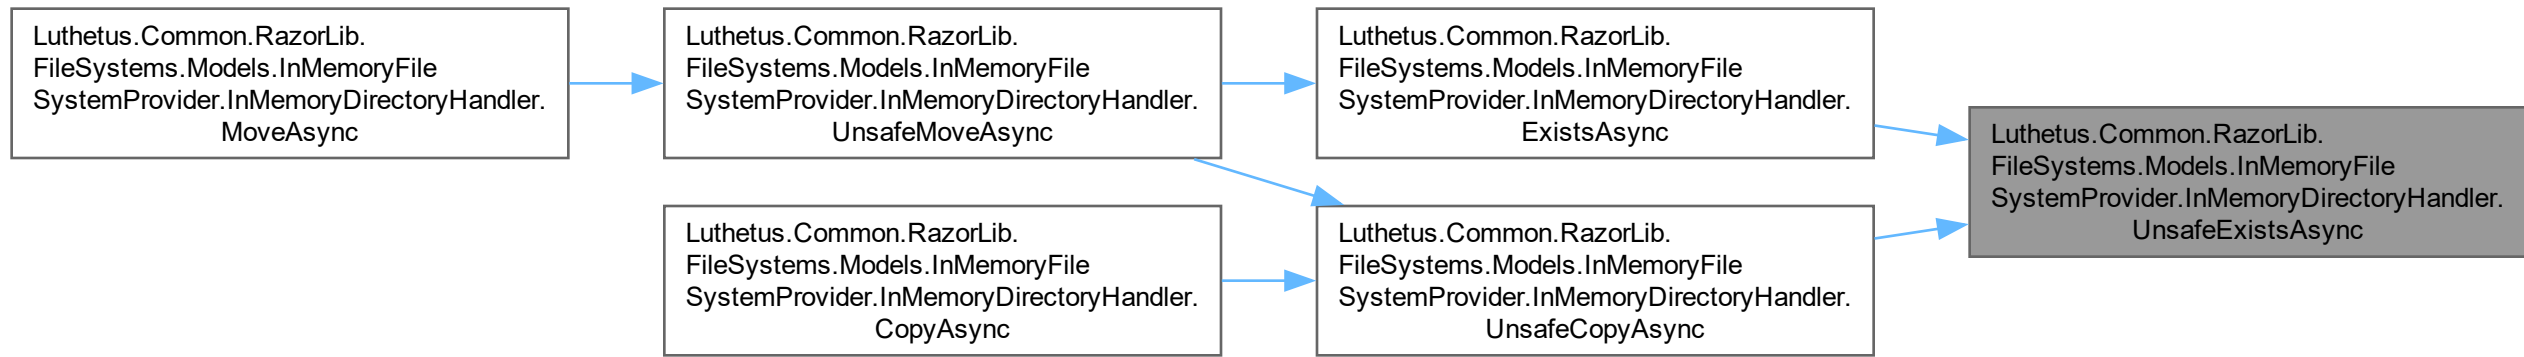 Luthetus.Common.RazorLib.
FileSystems.Models.InMemoryFile
SystemProvider.InMemoryDirectoryHandler.
MoveAsync
Luthetus.Common.RazorLib.
FileSystems.Models.InMemoryFile
SystemProvider.InMemoryDirectoryHandler.
UnsafeMoveAsync
Luthetus.Common.RazorLib.
FileSystems.Models.InMemoryFile
SystemProvider.InMemoryDirectoryHandler.
ExistsAsync
Luthetus.Common.RazorLib.
FileSystems.Models.InMemoryFile
SystemProvider.InMemoryDirectoryHandler.
UnsafeExistsAsync
Luthetus.Common.RazorLib.
FileSystems.Models.InMemoryFile
SystemProvider.InMemoryDirectoryHandler.
CopyAsync
Luthetus.Common.RazorLib.
FileSystems.Models.InMemoryFile
SystemProvider.InMemoryDirectoryHandler.
UnsafeCopyAsync